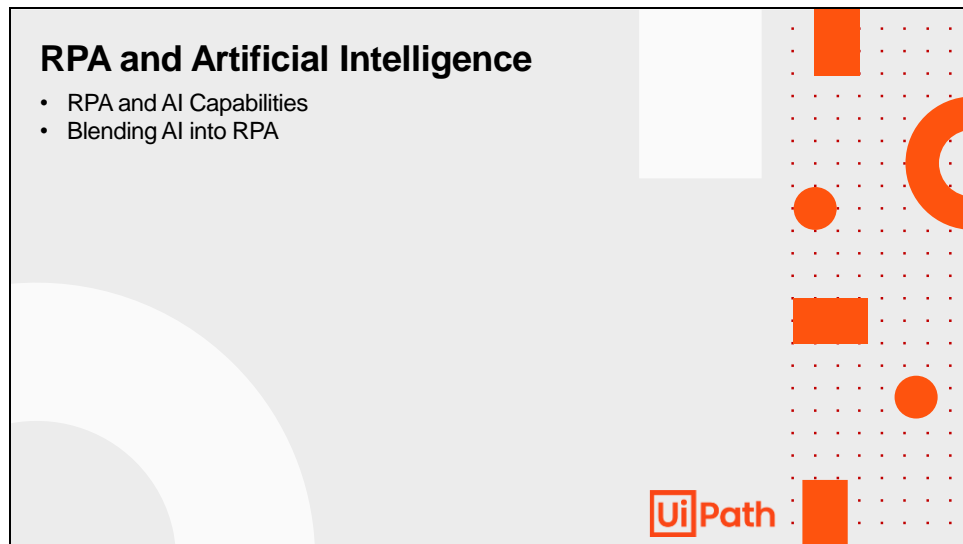 RPA and Artificial Intelligence
• RPA and AI Capabilities
• Blending AI into RPA
UiPath